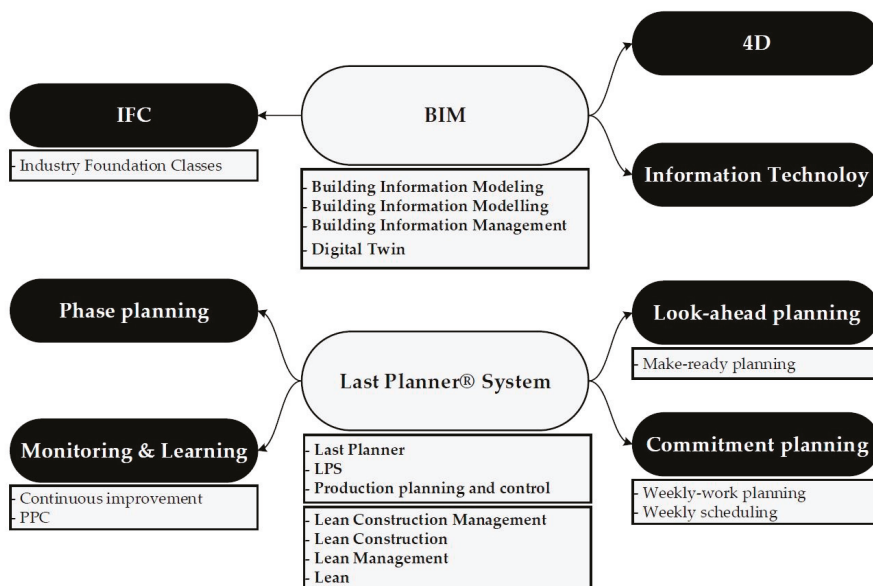 4D
IFC
BIM
- Industry Foundation Classes
Information Technoloy
- Building Information Modeling
- Building Information Modelling
- Building Information Management
- Digital Twin
Phase planning
Look-ahead planning
- Make-ready planning
Last Planner® System
Monitoring & Learning
- Continuous improvement
- PPC
Commitment planning
- Weekly-work planning
- Weekly scheduling
- Last Planner
- LPS
- Production planning and control
- Lean Construction Management
- Lean Construction
- Lean Management
- Lean